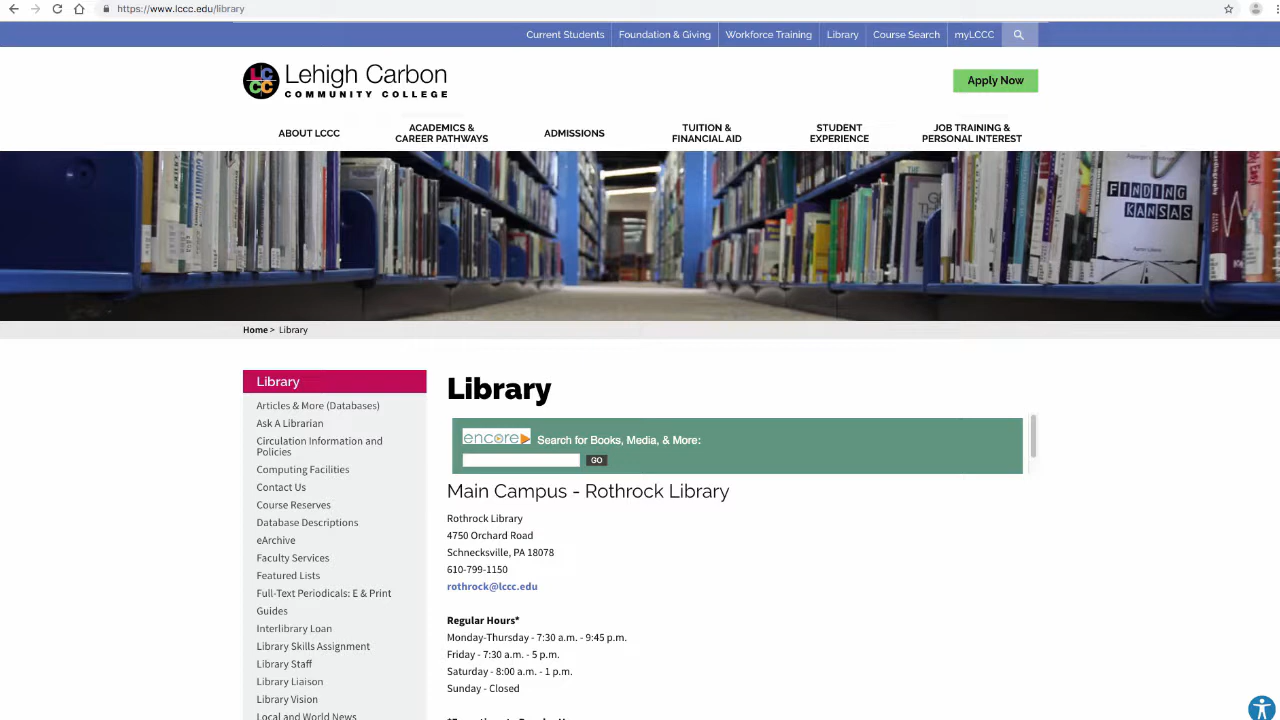 https://www.lccc.edu/library
Current Students
Foundation & Giving
Workforce Training
Library
Course Search
myLCCC
LC
CC
Lehigh Carbon
COMMUNITY COLLEGE
Apply Now
ABOUT LCCC
ACADEMICS &
CAREER PATHWAYS
ADMISSIONS
TUITION &
FINANCIAL AID
STUDENT
EXPERIENCE
JOB TRAINING &
PERSONAL INTEREST
FINDING
KANSAS
Home > Library
Library
Articles & More (Databases)
Ask A Librarian
Circulation Information and
Policies
Computing Facilities
Contact Us
Course Reserves
Database Descriptions
eArchive
Faculty Services
Featured Lists
Full-Text Periodicals: E & Print
Guides
Interlibrary Loan
Library Skills Assignment
Library Staff
Library Liaison
Library Vision
Local and World News
Library
encore Search for Books, Media, & More:
GO
Main Campus - Rothrock Library
Rothrock Library
4750 Orchard Road
Schnecksville, PA 18078
610-799-1150
rothrock@lccc.edu
Regular Hours*
Monday-Thursday - 7:30 a.m. - 9:45 p.m.
Friday - 7:30 a.m. - 5 p.m.
Saturday - 8:00 a.m. - 1 p.m.
Sunday - Closed